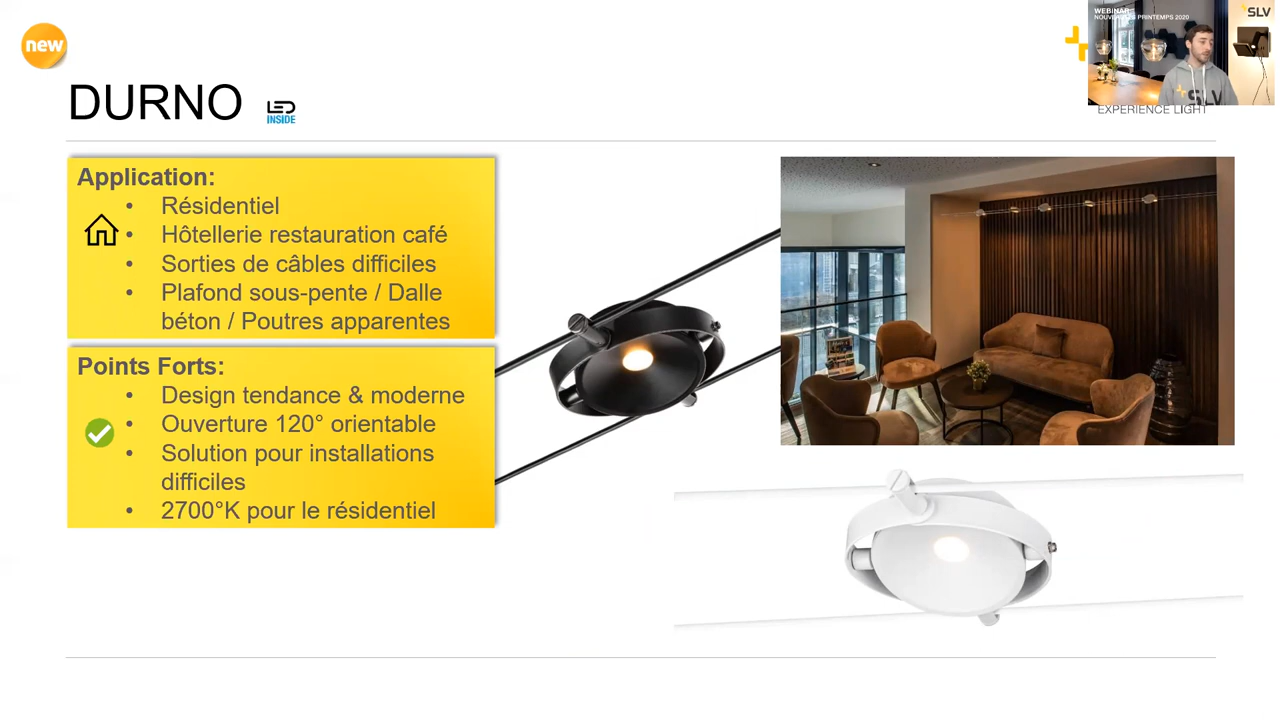 new
WEBINAR
PRINTEMPS 2020
SLV
SLV
EXPERIENCE LIGHT
DURNO
LED
INSIDE
Application:
• Résidentiel
• Hôtellerie restauration café
• Sorties de câbles difficiles
• Plafond sous-pente / Dalle
béton / Poutres apparentes
Points Forts:
• Design tendance & moderne
• Ouverture 120° orientable
• Solution pour installations
difficiles
• 2700°K pour le résidentiel